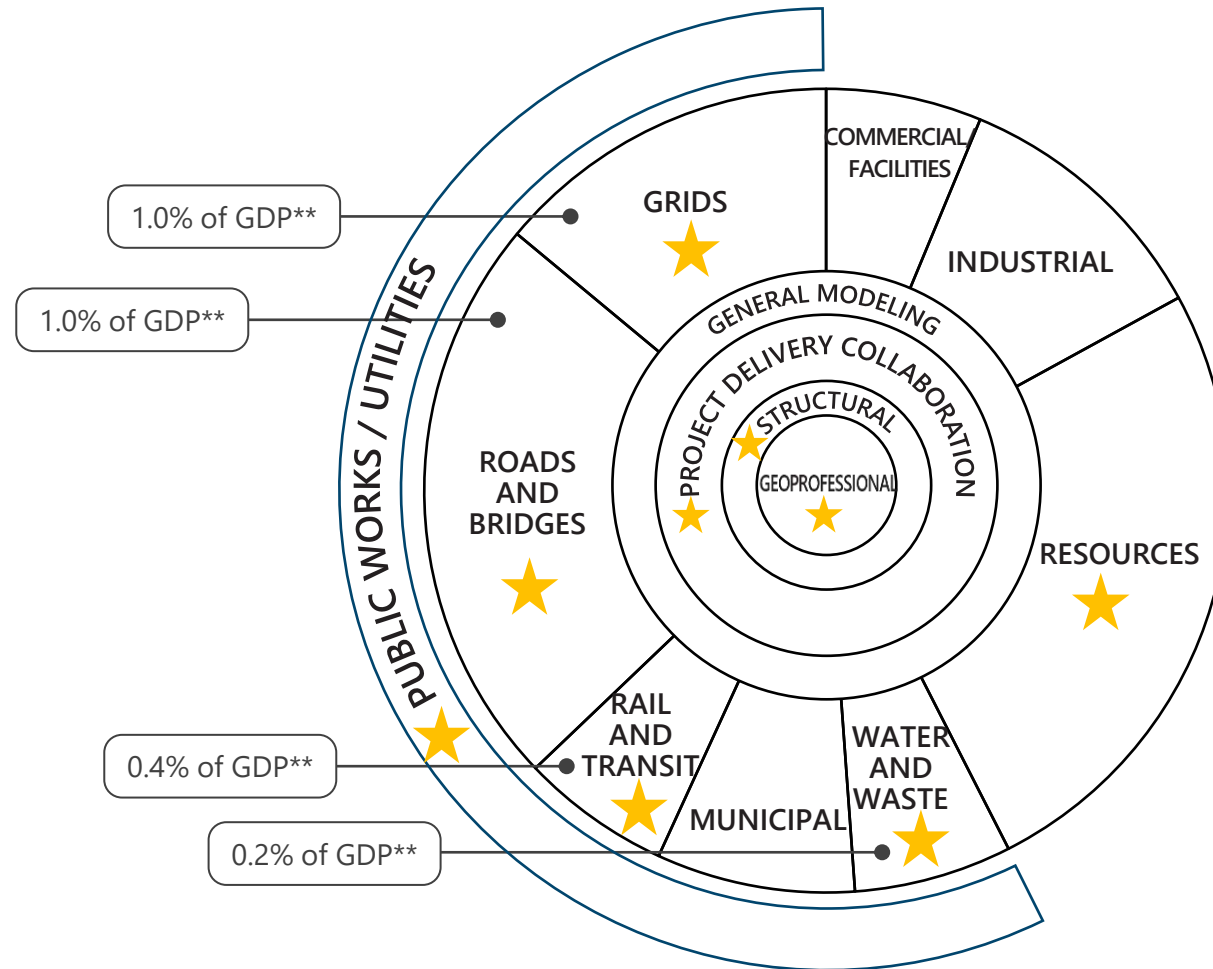 COMMERCIAL/
FACILITIES
GRIDS
1.0% of GDP**
INDUSTRIAL
1.0% of GDP**
PUBLIC WORKS / UTILITIES
GENERAL MODELING
PROJECT DELIVERY COLLABORATION
STRUCTURAL
GEOPROFESSIONAL
ROADS
AND
BRIDGES
RESOURCES
RAIL
AND
TRANSIT
0.4% of GDP**
MUNICIPAL
WATER
AND
WASTE
0.2% of GDP**